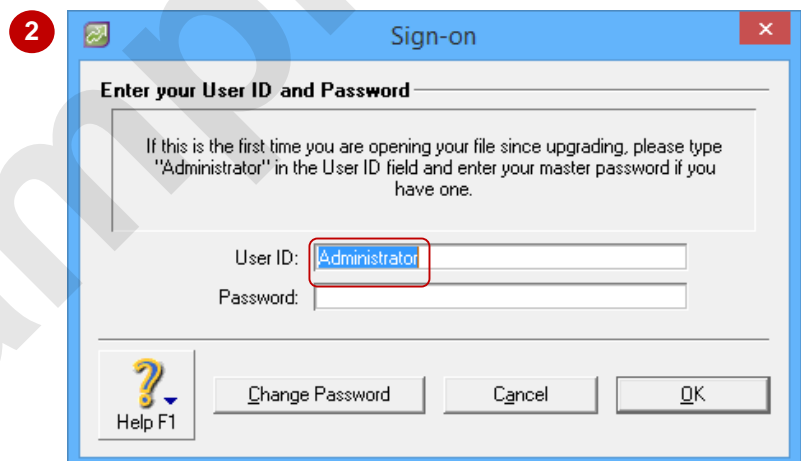 2
Sign-on
Enter your User ID and Password
If this is the first time you are opening your file since upgrading, please type
"Administrator" in the User ID field and enter your master password if you
have one.
User ID: Administrator
Password:
Help F1
Change Password
Cancel
OK